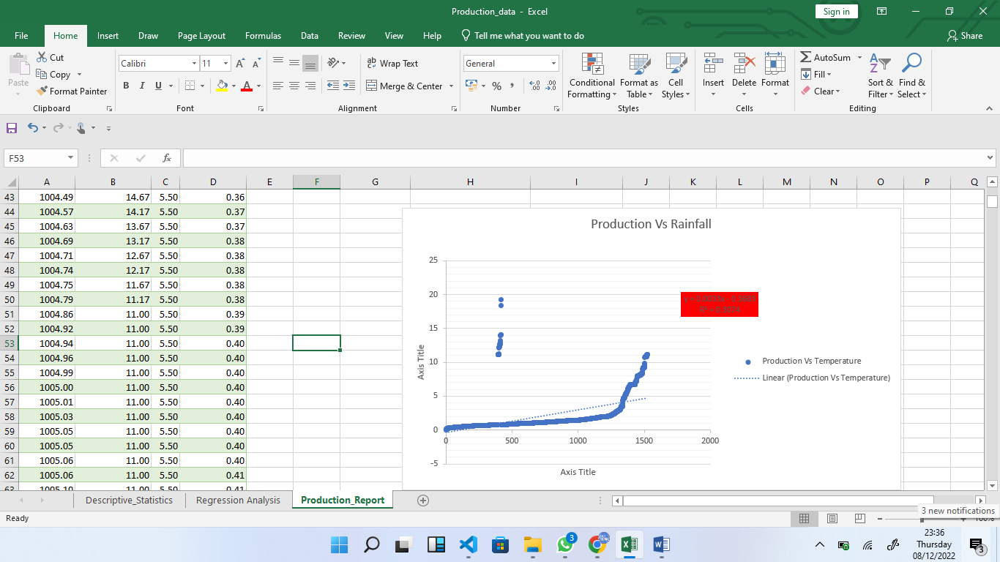 Production_data - Excel
Sign in
File Home Insert Draw Page Layout Formulas Data Review View Help Tell me what you want to do Share
Paste
Cut
Copy
Format Painter
Clipboard
Calibri 11
B I U
Font
Wrap Text
Merge & Center
Alignment
General
Number
Conditional Formatting
Format as Table
Cell Styles
Styles
Insert Delete Format
Cells
AutoSum
Fill
Clear
Sort & Filter
Find & Select
Editing
F53
fx
A B C D E F G H I J K L M N O P Q
43 1004.49 14.67 5.50 0.36
44 1004.57 14.17 5.50 0.37
45 1004.63 13.67 5.50 0.37
46 1004.69 13.17 5.50 0.38
47 1004.71 12.67 5.50 0.38
48 1004.74 12.17 5.50 0.38
49 1004.75 11.67 5.50 0.38
50 1004.79 11.17 5.50 0.38
51 1004.86 11.00 5.50 0.39
52 1004.92 11.00 5.50 0.39
53 1004.94 11.00 5.50 0.40
54 1004.96 11.00 5.50 0.40
55 1004.99 11.00 5.50 0.40
56 1005.00 11.00 5.50 0.40
57 1005.01 11.00 5.50 0.40
58 1005.03 11.00 5.50 0.40
59 1005.05 11.00 5.50 0.40
60 1005.05 11.00 5.50 0.40
61 1005.06 11.00 5.50 0.40
62 1005.06 11.00 5.50 0.41
63 1005.10 11.00 5.50 0.41
Production Vs Rainfall
25
20
15
10
5
0
-5
0 500 1000 1500 2000
Axis Title
Axis Title
Production Vs Temperature
Linear (Production Vs Temperature)
Descriptive_Statistics Regression Analysis Production_Report
Ready
3 new notifications
100%
3
23:36
Thursday
08/12/2022
3